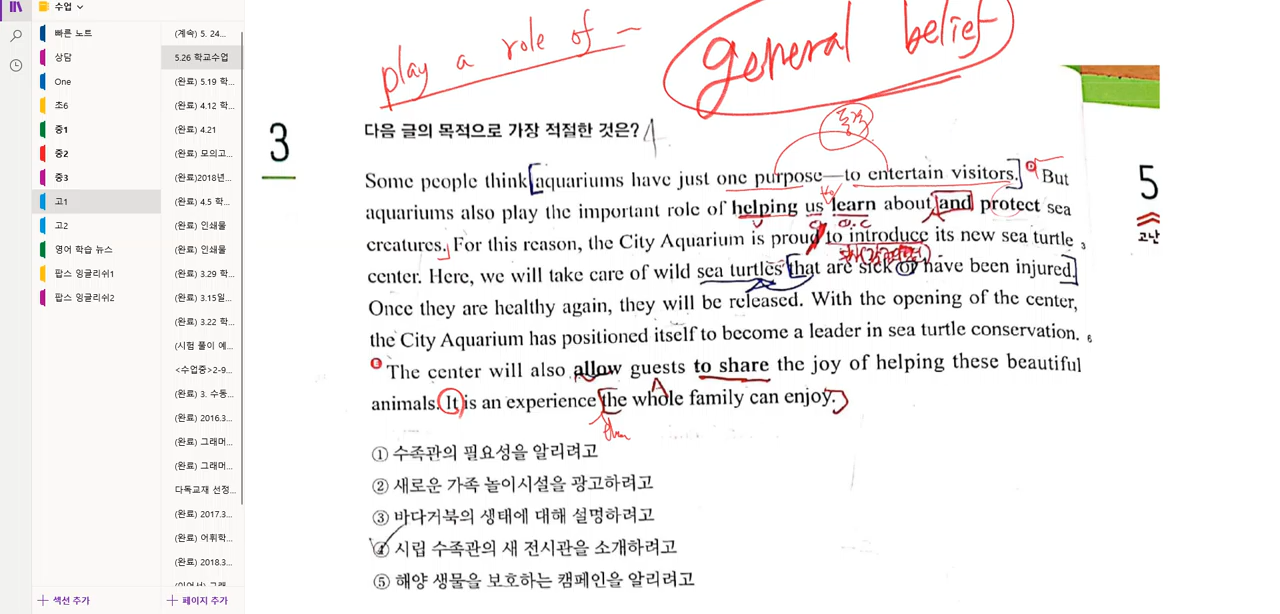 수업
빠른 노트
상담
One
초6
중1
중2
중3
고1
고2
영어 학습 뉴스
팝스 잉글리쉬1
팝스 잉글리쉬2
섹션 추가
(계속) 5. 24...
5.26 학교수업
(완료) 5.19 학...
(완료) 4.12 학...
(완료) 4.21
(완료) 모의고...
(완료)2018년...
(완료) 4.5 학...
(완료) 인쇄물
(완료) 인쇄물
(완료) 3.29 학...
(완료) 3.15일...
(완료) 3.22 학...
(시험 풀이 예...
<수업중>2-9...
(완료) 3. 수동...
(완료) 2016.3...
(완료) 그래머...
(완료) 그래머...
다독교재 선정...
(완료) 2017.3...
(완료) 어휘학...
(완료) 2018.3...
페이지 추가
play a role of ~
general belief
3
다음 글의 목적으로 가장 적절한 것은? 4
동격
Some people think aquariums have just one purpose—to entertain visitors. But
aquariums also play the important role of helping us learn about and protect sea
creatures. For this reason, the City Aquarium is proud to introduce its new sea turtle
center. Here, we will take care of wild sea turtles that are sick or have been injured.
Once they are healthy again, they will be released. With the opening of the center,
the City Aquarium has positioned itself to become a leader in sea turtle conservation.
The center will also allow guests to share the joy of helping these beautiful
animals. It is an experience the whole family can enjoy.
① 수족관의 필요성을 알리려고
② 새로운 가족 놀이시설을 광고하려고
③ 바다거북의 생태에 대해 설명하려고
④ 시립 수족관의 새 전시관을 소개하려고
⑤ 해양 생물을 보호하는 캠페인을 알리려고
5
고난